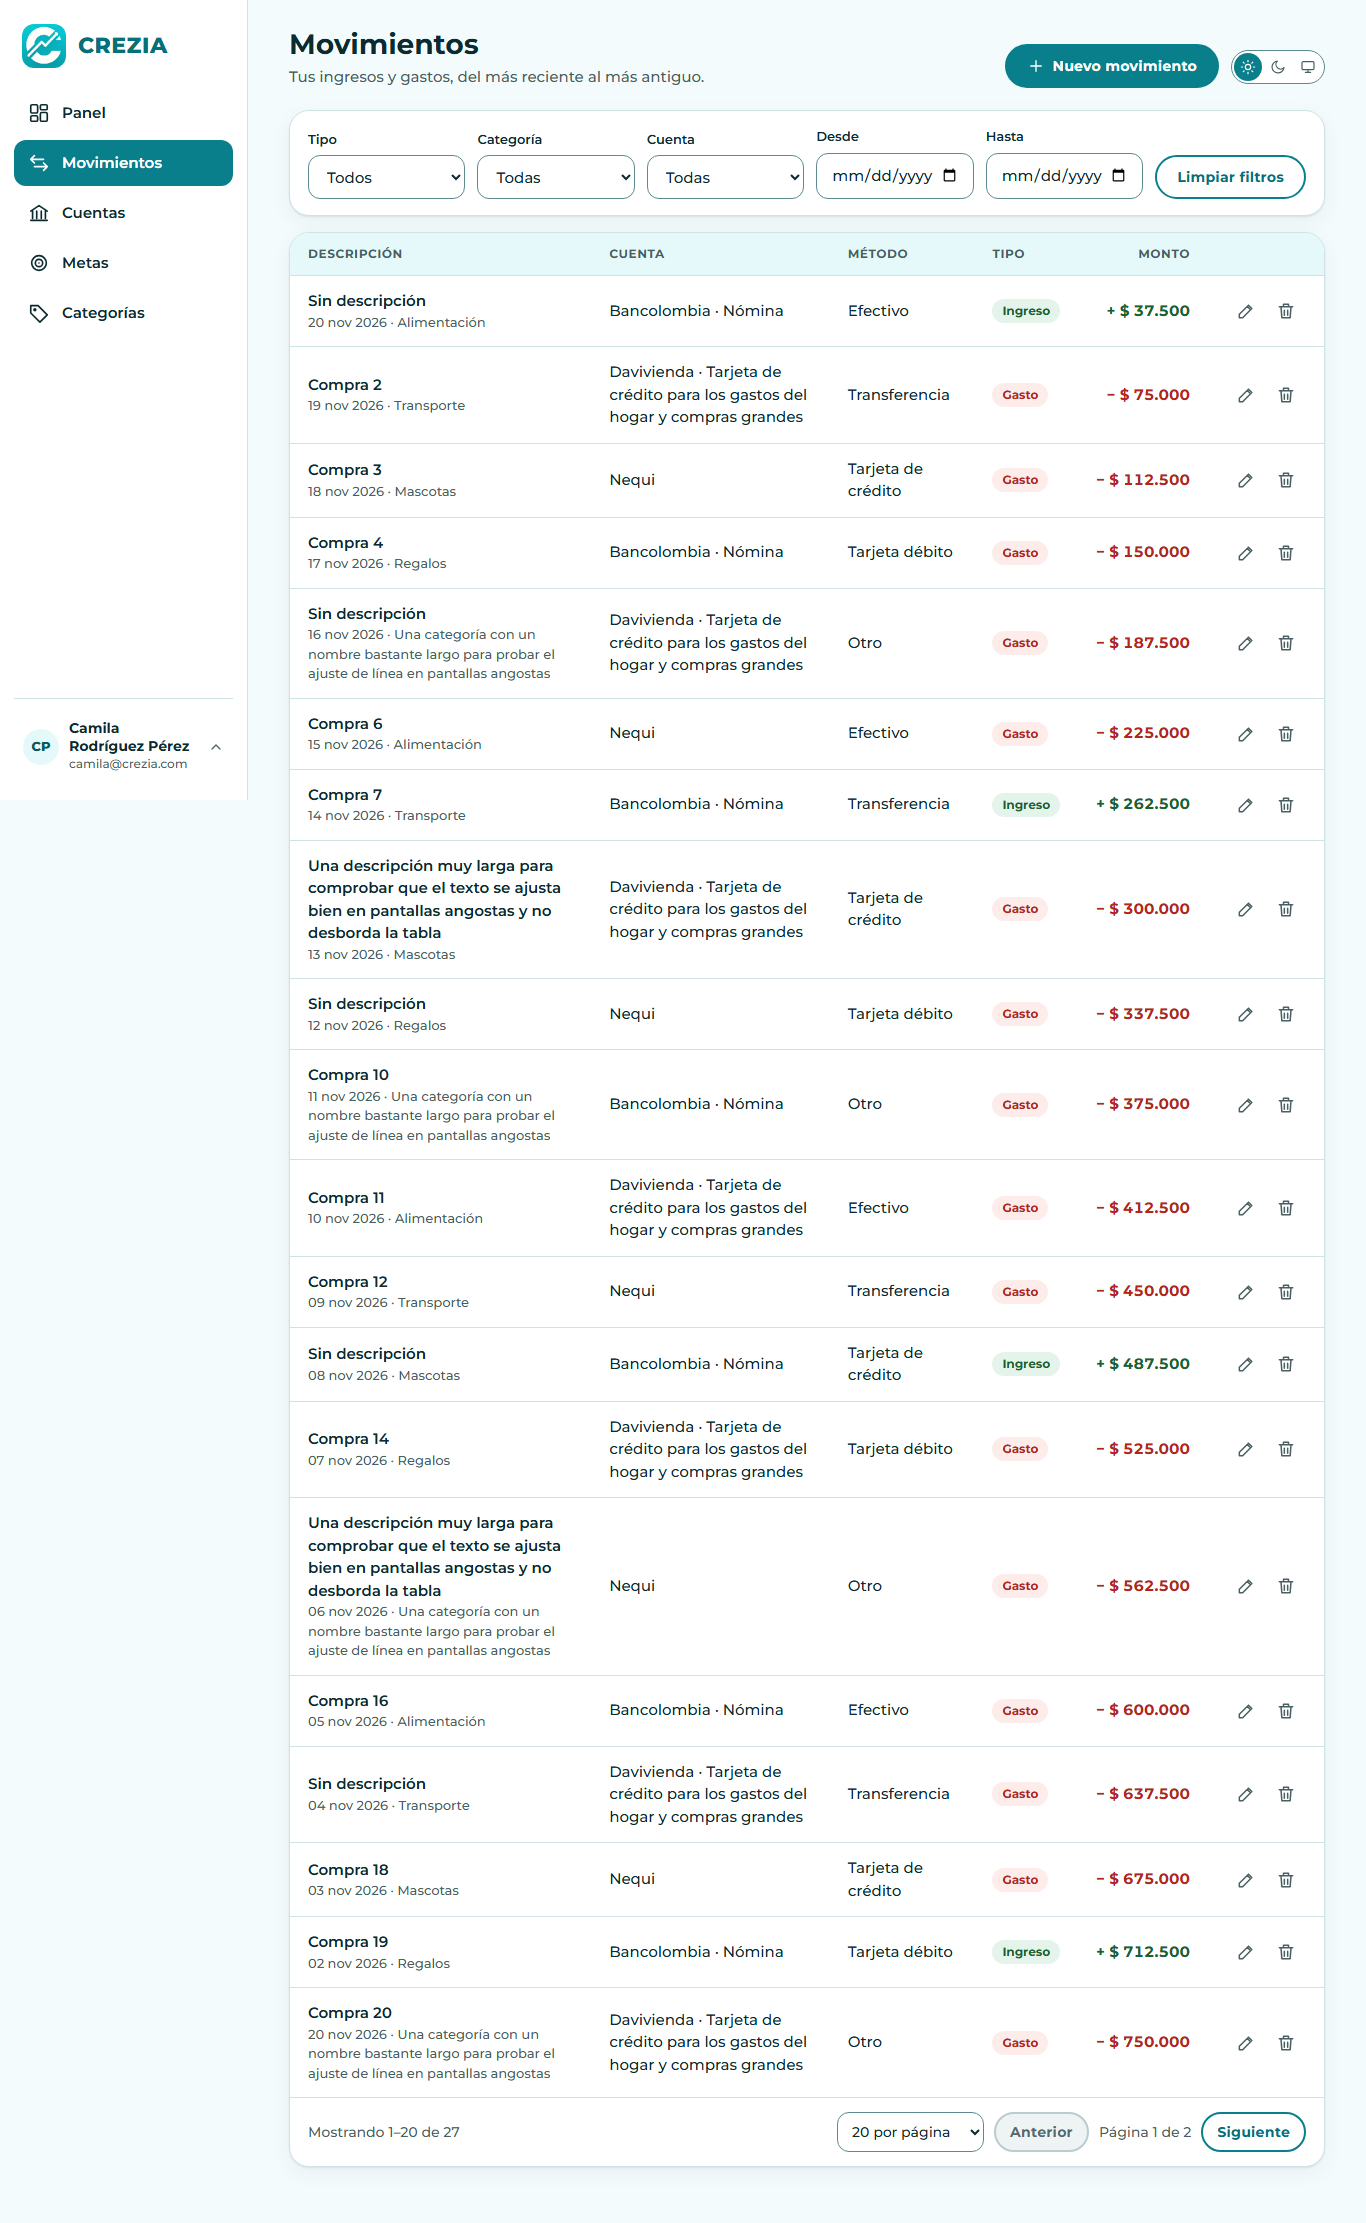 CREZIA
Panel
Movimientos
Cuentas
Metas
Categorías
CP
Camila
Rodríguez Pérez
camila@crezia.com
Movimientos
Tus ingresos y gastos, del más reciente al más antiguo.
Nuevo movimiento
Tipo
Categoría
Cuenta
Desde
Hasta
Todos
Todas
Todas
mm/dd/yyyy
mm/dd/yyyy
Limpiar filtros
DESCRIPCIÓN CUENTA MÉTODO TIPO MONTO
Sin descripción
20 nov 2026 · Alimentación
Bancolombia · Nómina
Efectivo
Ingreso
+ $ 37.500
Compra 2
19 nov 2026 · Transporte
Davivienda · Tarjeta de
crédito para los gastos del
hogar y compras grandes
Transferencia
Gasto
− $ 75.000
Compra 3
18 nov 2026 · Mascotas
Nequi
Tarjeta de
crédito
Gasto
− $ 112.500
Compra 4
17 nov 2026 · Regalos
Bancolombia · Nómina
Tarjeta débito
Gasto
− $ 150.000
Sin descripción
16 nov 2026 · Una categoría con un
nombre bastante largo para probar el
ajuste de línea en pantallas angostas
Davivienda · Tarjeta de
crédito para los gastos del
hogar y compras grandes
Otro
Gasto
− $ 187.500
Compra 6
15 nov 2026 · Alimentación
Nequi
Efectivo
Gasto
− $ 225.000
Compra 7
14 nov 2026 · Transporte
Bancolombia · Nómina
Transferencia
Ingreso
+ $ 262.500
Una descripción muy larga para
comprobar que el texto se ajusta
bien en pantallas angostas y no
desborda la tabla
13 nov 2026 · Mascotas
Davivienda · Tarjeta de
crédito para los gastos del
hogar y compras grandes
Tarjeta de
crédito
Gasto
− $ 300.000
Sin descripción
12 nov 2026 · Regalos
Nequi
Tarjeta débito
Gasto
− $ 337.500
Compra 10
11 nov 2026 · Una categoría con un
nombre bastante largo para probar el
ajuste de línea en pantallas angostas
Bancolombia · Nómina
Otro
Gasto
− $ 375.000
Compra 11
10 nov 2026 · Alimentación
Davivienda · Tarjeta de
crédito para los gastos del
hogar y compras grandes
Efectivo
Gasto
− $ 412.500
Compra 12
09 nov 2026 · Transporte
Nequi
Transferencia
Gasto
− $ 450.000
Sin descripción
08 nov 2026 · Mascotas
Bancolombia · Nómina
Tarjeta de
crédito
Ingreso
+ $ 487.500
Compra 14
07 nov 2026 · Regalos
Davivienda · Tarjeta de
crédito para los gastos del
hogar y compras grandes
Tarjeta débito
Gasto
− $ 525.000
Una descripción muy larga para
comprobar que el texto se ajusta
bien en pantallas angostas y no
desborda la tabla
06 nov 2026 · Una categoría con un
nombre bastante largo para probar el
ajuste de línea en pantallas angostas
Nequi
Otro
Gasto
− $ 562.500
Compra 16
05 nov 2026 · Alimentación
Bancolombia · Nómina
Efectivo
Gasto
− $ 600.000
Sin descripción
04 nov 2026 · Transporte
Davivienda · Tarjeta de
crédito para los gastos del
hogar y compras grandes
Transferencia
Gasto
− $ 637.500
Compra 18
03 nov 2026 · Mascotas
Nequi
Tarjeta de
crédito
Gasto
− $ 675.000
Compra 19
02 nov 2026 · Regalos
Bancolombia · Nómina
Tarjeta débito
Ingreso
+ $ 712.500
Compra 20
20 nov 2026 · Una categoría con un
nombre bastante largo para probar el
ajuste de línea en pantallas angostas
Davivienda · Tarjeta de
crédito para los gastos del
hogar y compras grandes
Otro
Gasto
− $ 750.000
Mostrando 1–20 de 27
20 por página
Anterior
Página 1 de 2
Siguiente